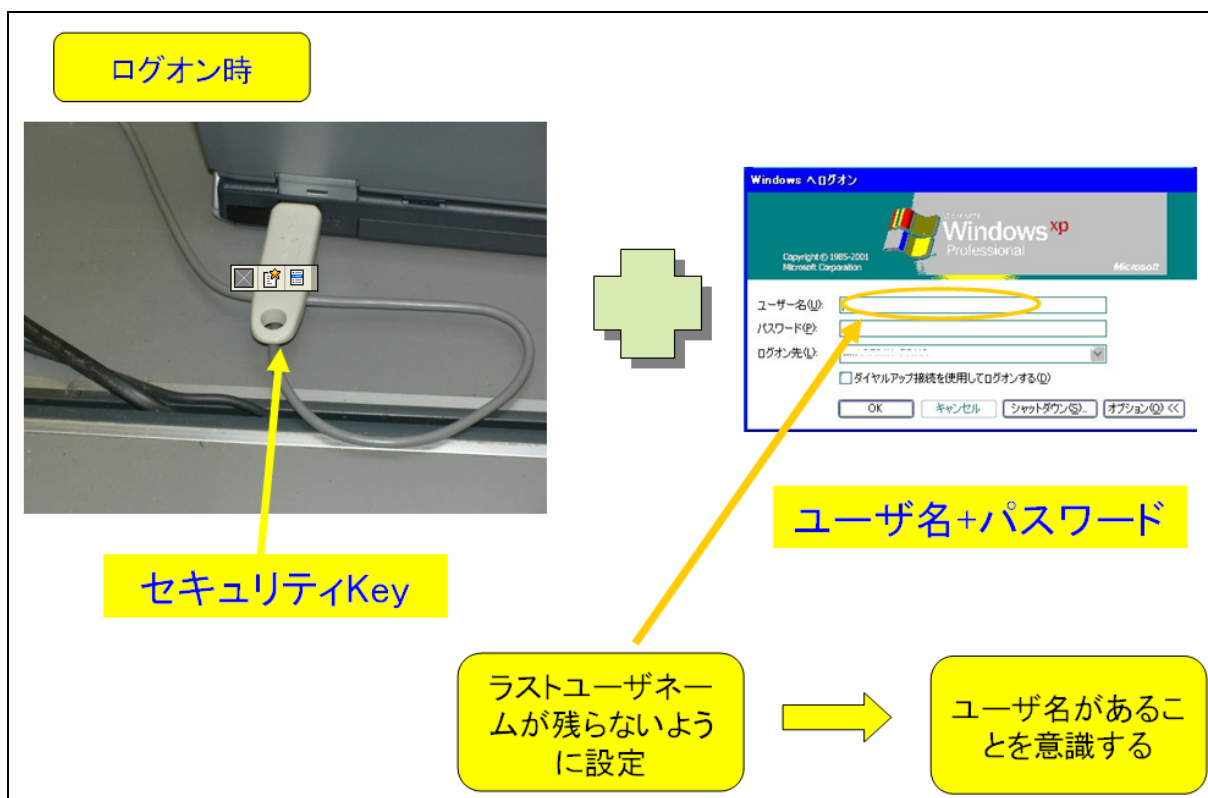 ログオン時
Windows へログオン
Windows xp
Professional
Copyright © 1985-2001
Microsoft Corporation
Microsoft
ユーザー名(U):
パスワード(P):
ログオン先(L):
ダイヤルアップ接続を使用してログオンする(D)
OK
キャンセル
シャットダウン(S)...
オプション(O) <<
ユーザ名+パスワード
セキュリティKey
ラストユーザネー
ムが残らないよう
に設定
ユーザ名があるこ
とを意識する